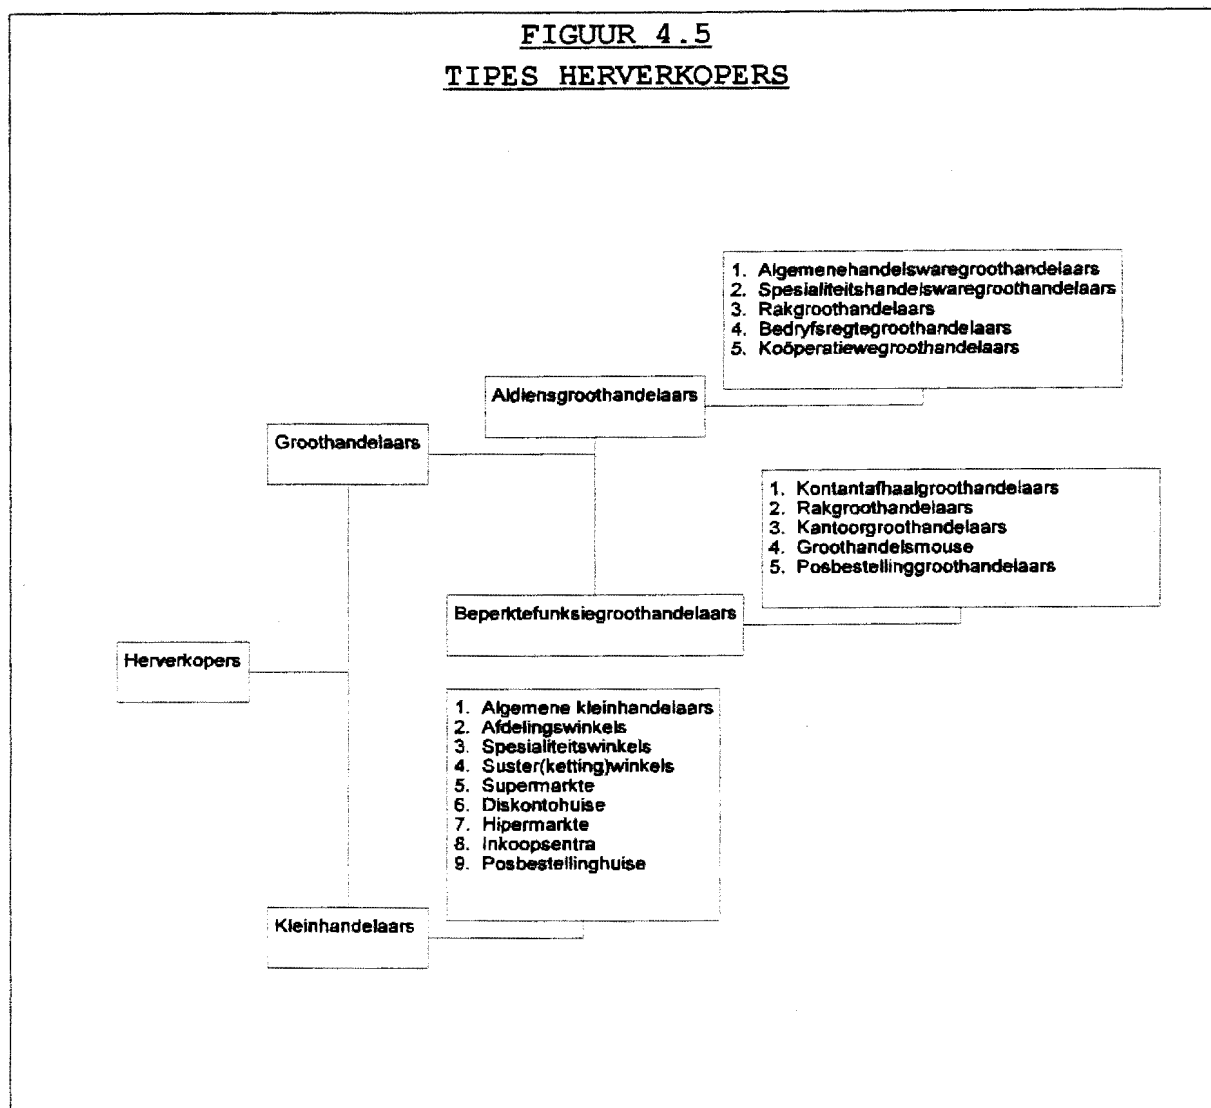 FIGUUR 4.5
TIPES HERVERKOPERS
1. Algemenehandelswaregroothandelaars
2. Spesialiteitshandelswaregroothandelaars
3. Rakgroothandelaars
4. Bedryfsregtegroothandelaars
5. Koöperatiewegroothandelaars
Aldiensgroothandelaars
Groothandelaars
1. Kontantafhaalgroothandelaars
2. Rakgroothandelaars
3. Kantoorgroothandelaars
4. Groothandelsmouse
5. Posbestellinggroothandelaars
Beperktefunksiegroothandelaars
Herverkopers
1. Algemene kleinhandelaars
2. Afdelingswinkels
3. Spesialiteitswinkels
4. Suster(ketting)winkels
5. Supermarkte
6. Diskontohuise
7. Hipermarkte
8. Inkoopsentra
9. Posbestellinghuise
Kleinhandelaars